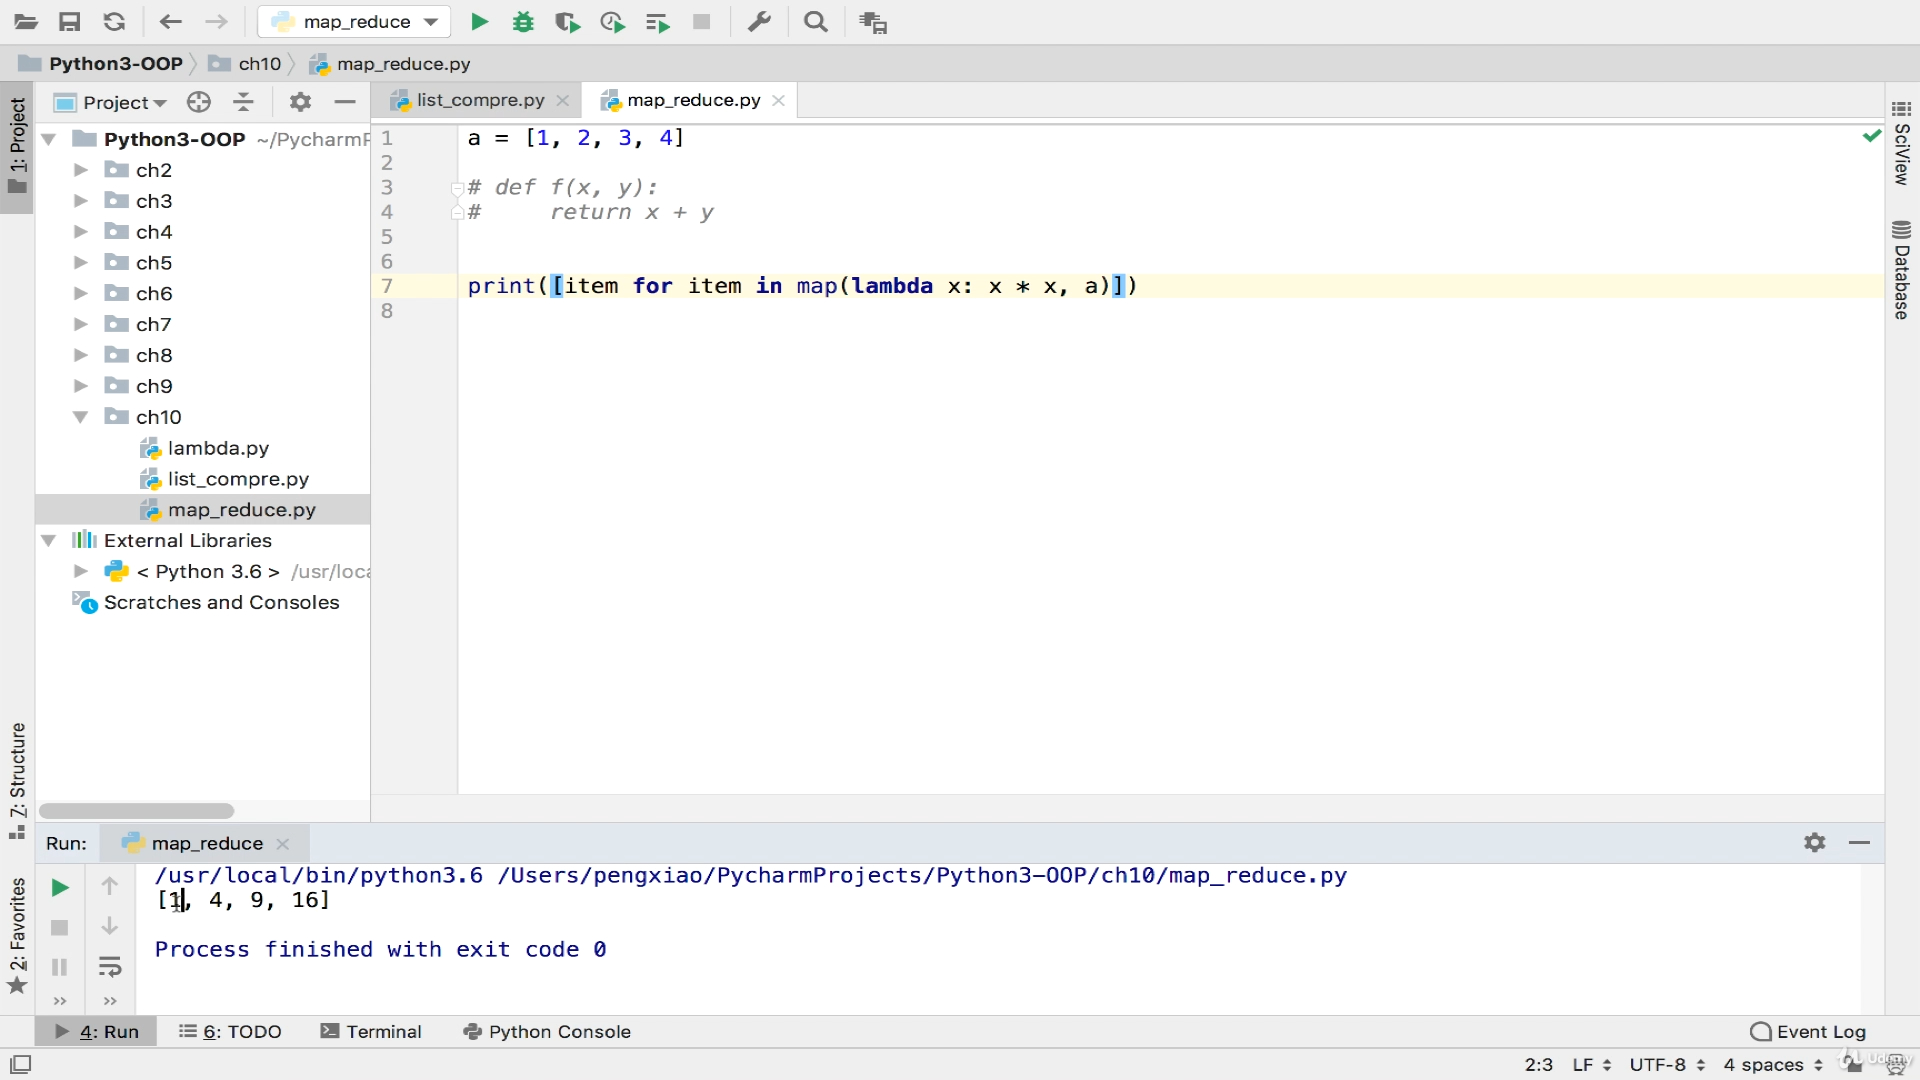 map_reduce
Python3-OOP ch10 map_reduce.py
1: Project
Project
list_compre.py
map_reduce.py
Python3-OOP ~/PycharmP
ch2
ch3
ch4
ch5
ch6
ch7
ch8
ch9
ch10
lambda.py
list_compre.py
map_reduce.py
External Libraries
< Python 3.6 > /usr/loca
Scratches and Consoles
1 a = [1, 2, 3, 4]
2
3 # def f(x, y):
4 #     return x + y
5
6
7 print([item for item in map(lambda x: x * x, a)])
8
SciView
Database
Z: Structure
2: Favorites
Run: map_reduce
/usr/local/bin/python3.6 /Users/pengxiao/PycharmProjects/Python3-OOP/ch10/map_reduce.py
[1, 4, 9, 16]
Process finished with exit code 0
4: Run 6: TODO Terminal Python Console Event Log
2:3 LF UTF-8 4 spaces
Udemy